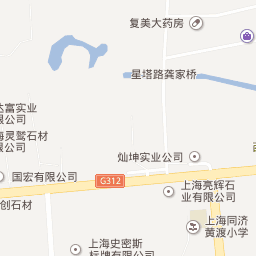 复美大药房
星塔路龚家桥
达富实业
有限公司
海灵鹫石材
有限公司
灿坤实业公司
国宏有限公司
G312
上海亮辉石
业有限公司
创石材
上海同济
黄渡小学
上海史密斯
标牌有限公司